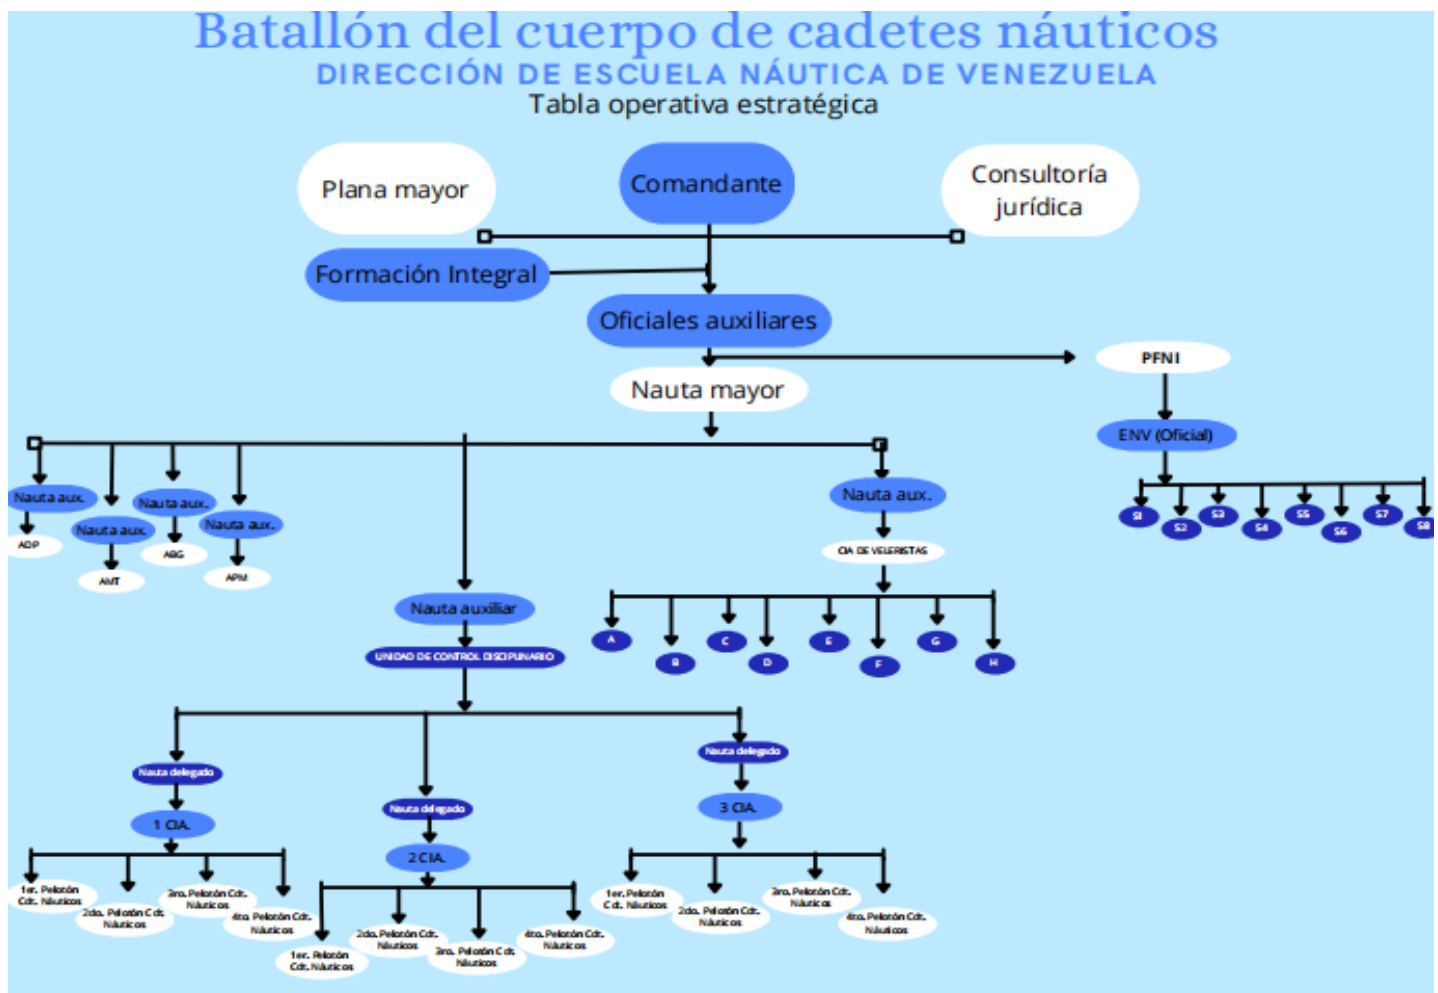 Batallón del cuerpo de cadetes náuticos
DIRECCIÓN DE ESCUELA NÁUTICA DE VENEZUELA
Tabla operativa estratégica
Plana mayor
Comandante
Consultoría
jurídica
Formación Integral
Oficiales auxiliares
PFNI
Nauta mayor
ENV (Oficial)
Nauta aux.
Nauta aux.
Nauta aux.
Nauta aux.
Nauta aux.
S1
S2
S3
S4
S5
S6
S7
S8
ADP
AMT
ABG
APM
CIA DE VELERISTAS
Nauta auxiliar
UNIDAD DE CONTROL DISCIPLINARIO
A
B
C
D
E
F
G
H
Nauta delegado
Nauta delegado
Nauta delegado
1 CIA.
2 CIA.
3 CIA.
1er. Pelotón
Cdt. Náuticos
2do. Pelotón Cdt.
Náuticos
3ro. Pelotón Cdt.
Náuticos
4to. Pelotón Cdt.
Náuticos
1er. Pelotón
Cdt. Náuticos
2do. Pelotón Cdt.
Náuticos
3ro. Pelotón Cdt.
Náuticos
4to. Pelotón Cdt.
Náuticos
1er. Pelotón
Cdt. Náuticos
2do. Pelotón Cdt.
Náuticos
3ro. Pelotón Cdt.
Náuticos
4to. Pelotón Cdt.
Náuticos